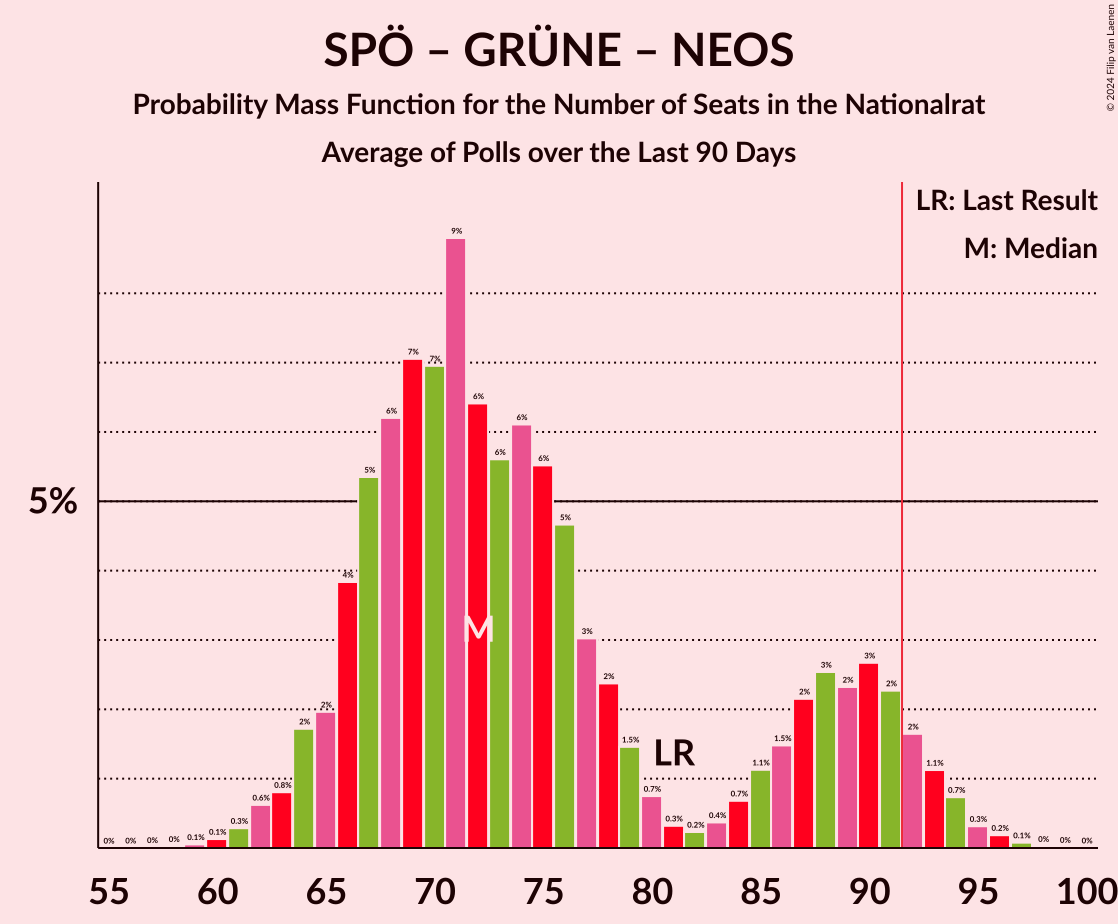 SPÖ – GRÜNE – NEOS
Probability Mass Function for the Number of Seats in the Nationalrat
Average of Polls over the Last 90 Days
© 2024 Filip van Laenen
LR: Last Result
M: Median
5%
0% 0% 0% 0% 0.1% 0.1% 0.3% 0.6% 0.8% 2% 2% 4% 5% 6% 7% 7% 9% 6% 6% 6% 6% 5% 3% 2% 1.5% 0.7% 0.3% 0.2% 0.4% 0.7% 1.1% 1.5% 2% 3% 2% 3% 2% 2% 1.1% 0.7% 0.3% 0.2% 0.1% 0% 0% 0%
M
LR
55 60 65 70 75 80 85 90 95 100